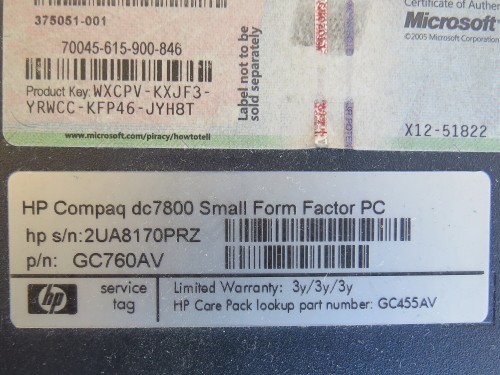 375051-001
Certificate of Authe
Microsoft
©2005 Microsoft Corporation
70045-615-900-846
Label not to be
sold separately
Product Key: WXCPV-KXJF3-
YRWCC-KFP46-JYH8T
www.microsoft.com/piracy/howtotell
X12-51822
HP Compaq dc7800 Small Form Factor PC
hp s/n:2UA8170PRZ
p/n: GC760AV
hp
service
tag
Limited Warranty: 3y/3y/3y
HP Care Pack lookup part number: GC455AV